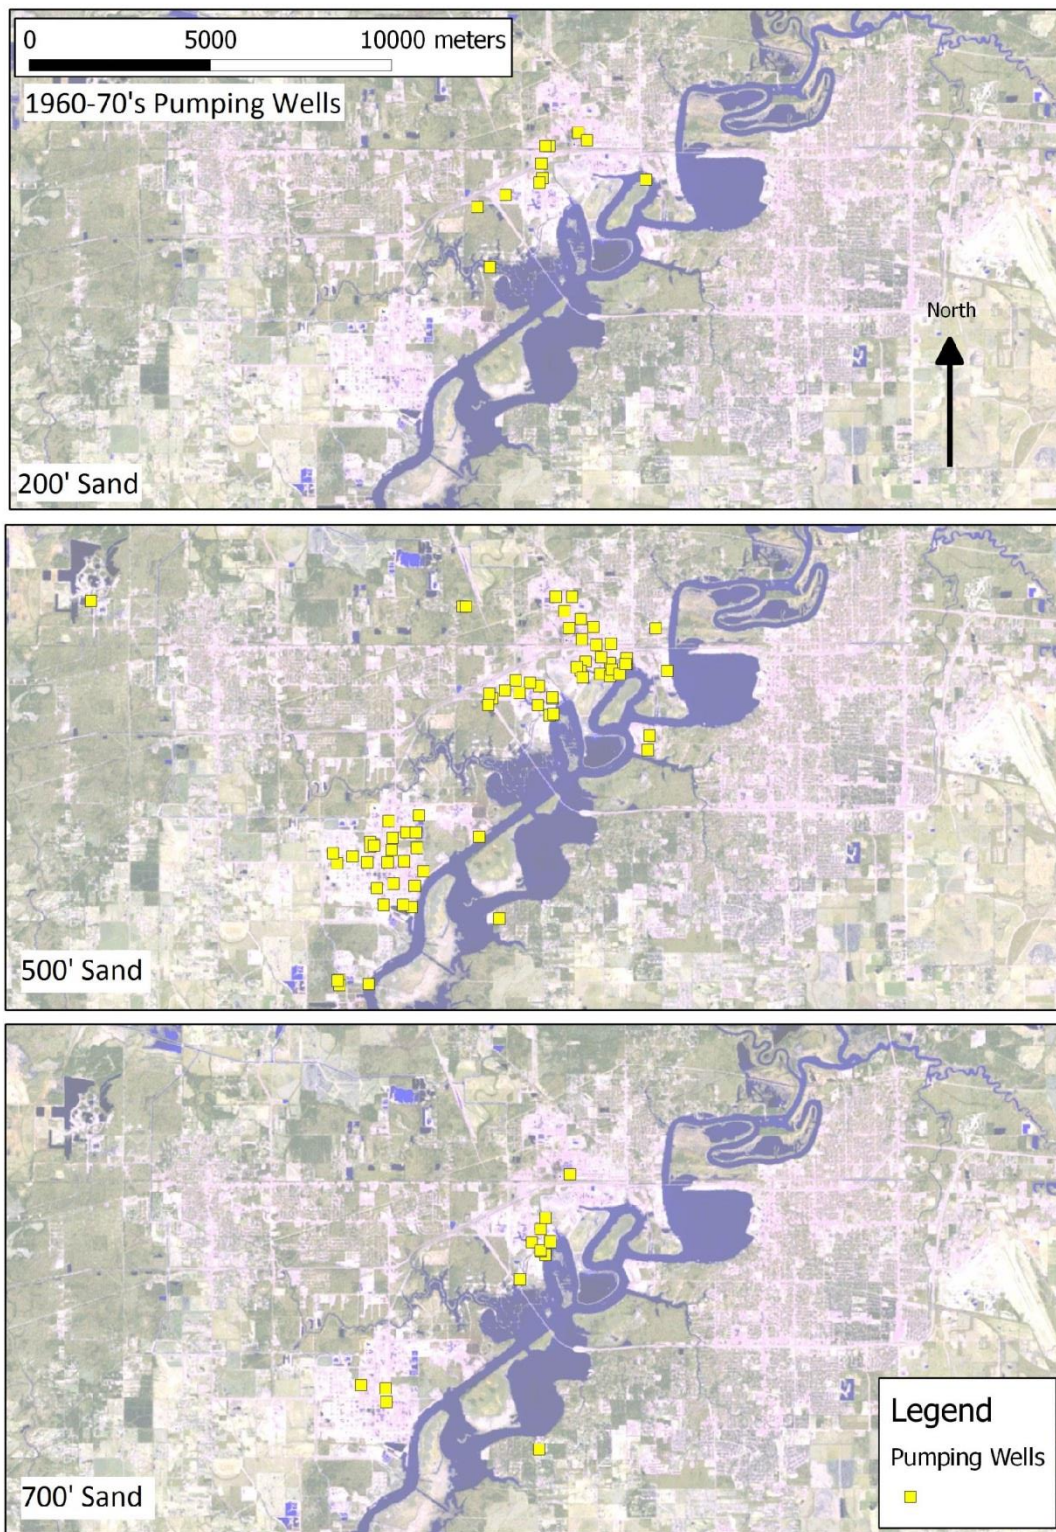 0 5000 10000 meters
1960-70's Pumping Wells
North
200' Sand
500' Sand
Legend
Pumping Wells
700' Sand